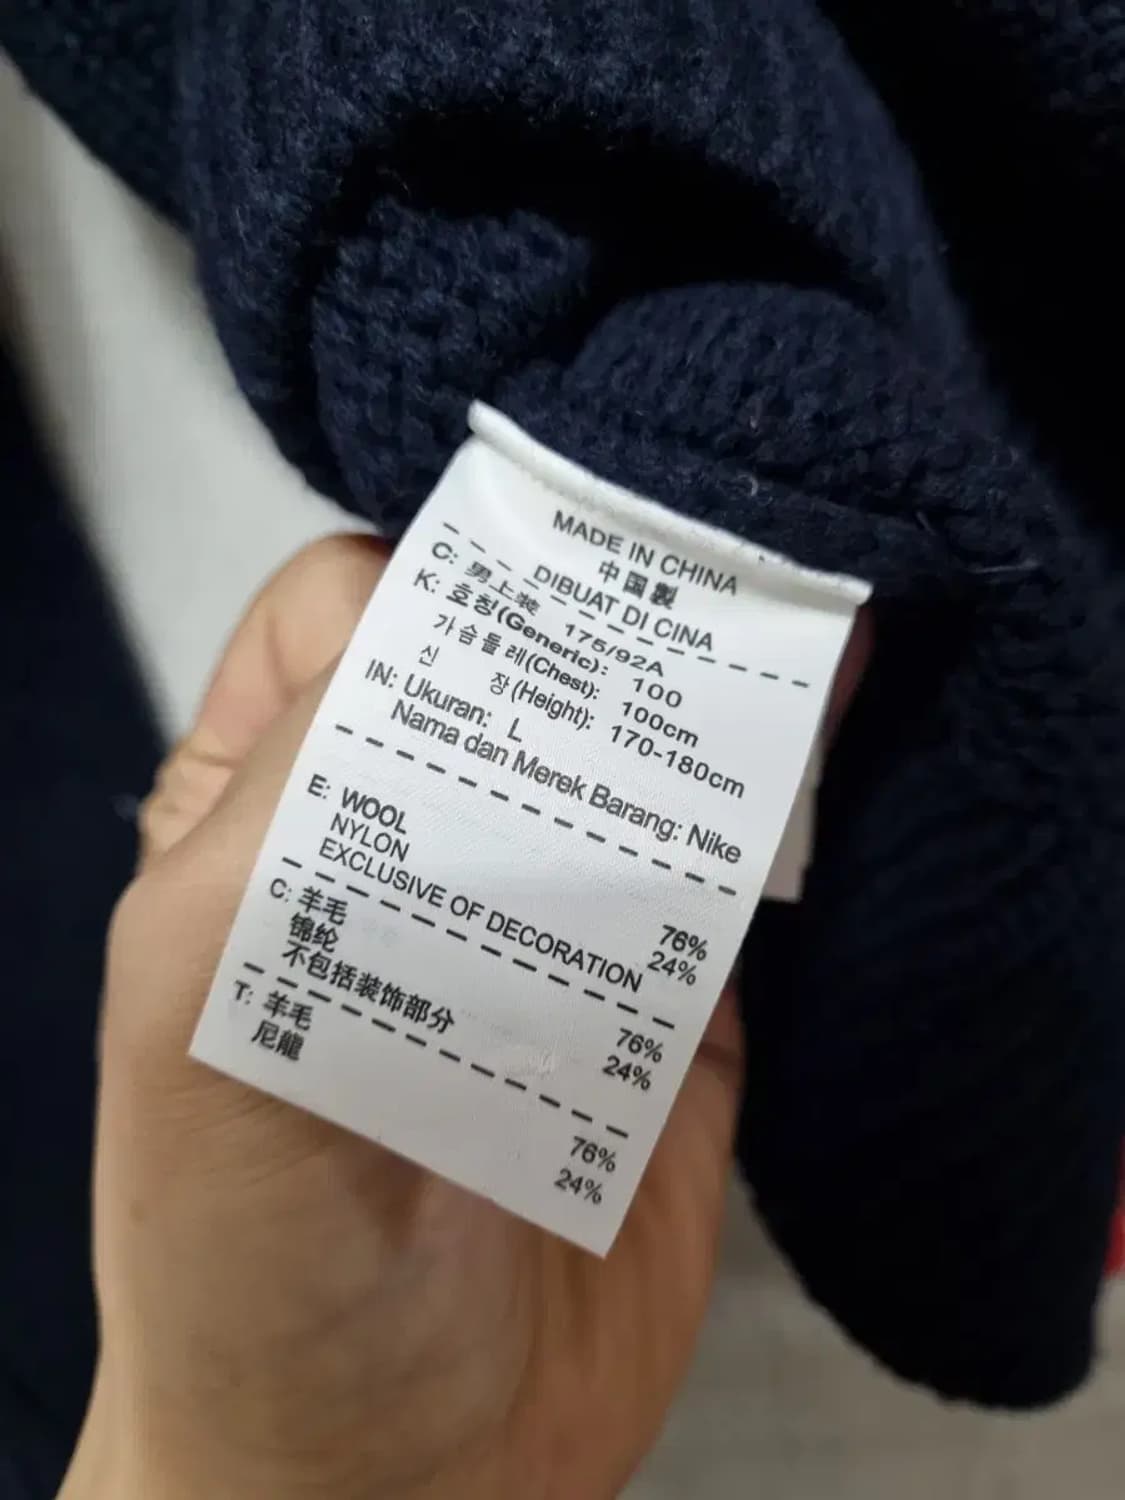 MADE IN CHINA
中国製
DIBUAT DI CINA
C: 男上装 175/92A
K: 호칭(Generic): 100
가슴둘레(Chest): 100cm
신 장(Height): 170-180cm
IN: Ukuran: L
Nama dan Merek Barang: Nike
E: WOOL 76%
NYLON 24%
EXCLUSIVE OF DECORATION
C: 羊毛 76%
锦纶 24%
不包括装饰部分
T: 羊毛 76%
尼龍 24%